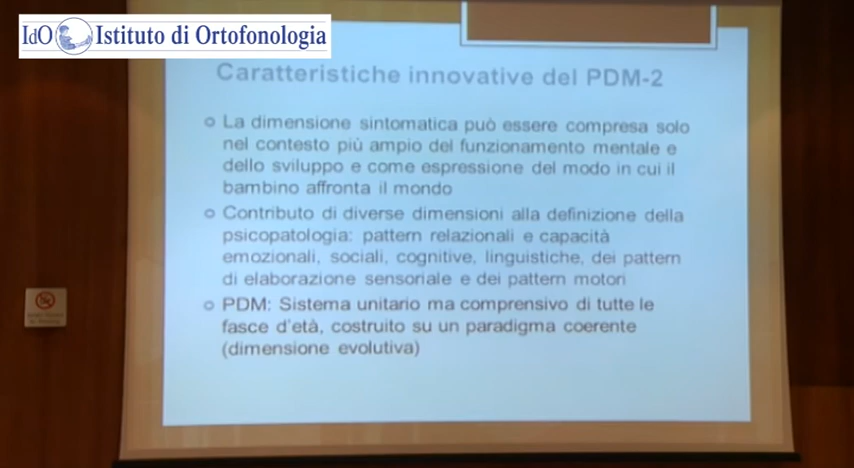 IdO Istituto di Ortofonologia
Caratteristiche innovative del PDM-2
La dimensione sintomatica può essere compresa solo
nel contesto più ampio del funzionamento mentale e
dello sviluppo e come espressione del modo in cui il
bambino affronta il mondo
Contributo di diverse dimensioni alla definizione della
psicopatologia: pattern relazionali e capacità
emozionali, sociali, cognitive, linguistiche, dei pattern
di elaborazione sensoriale e dei pattern motori
PDM: Sistema unitario ma comprensivo di tutte le
fasce d'età, costruito su un paradigma coerente
(dimensione evolutiva)